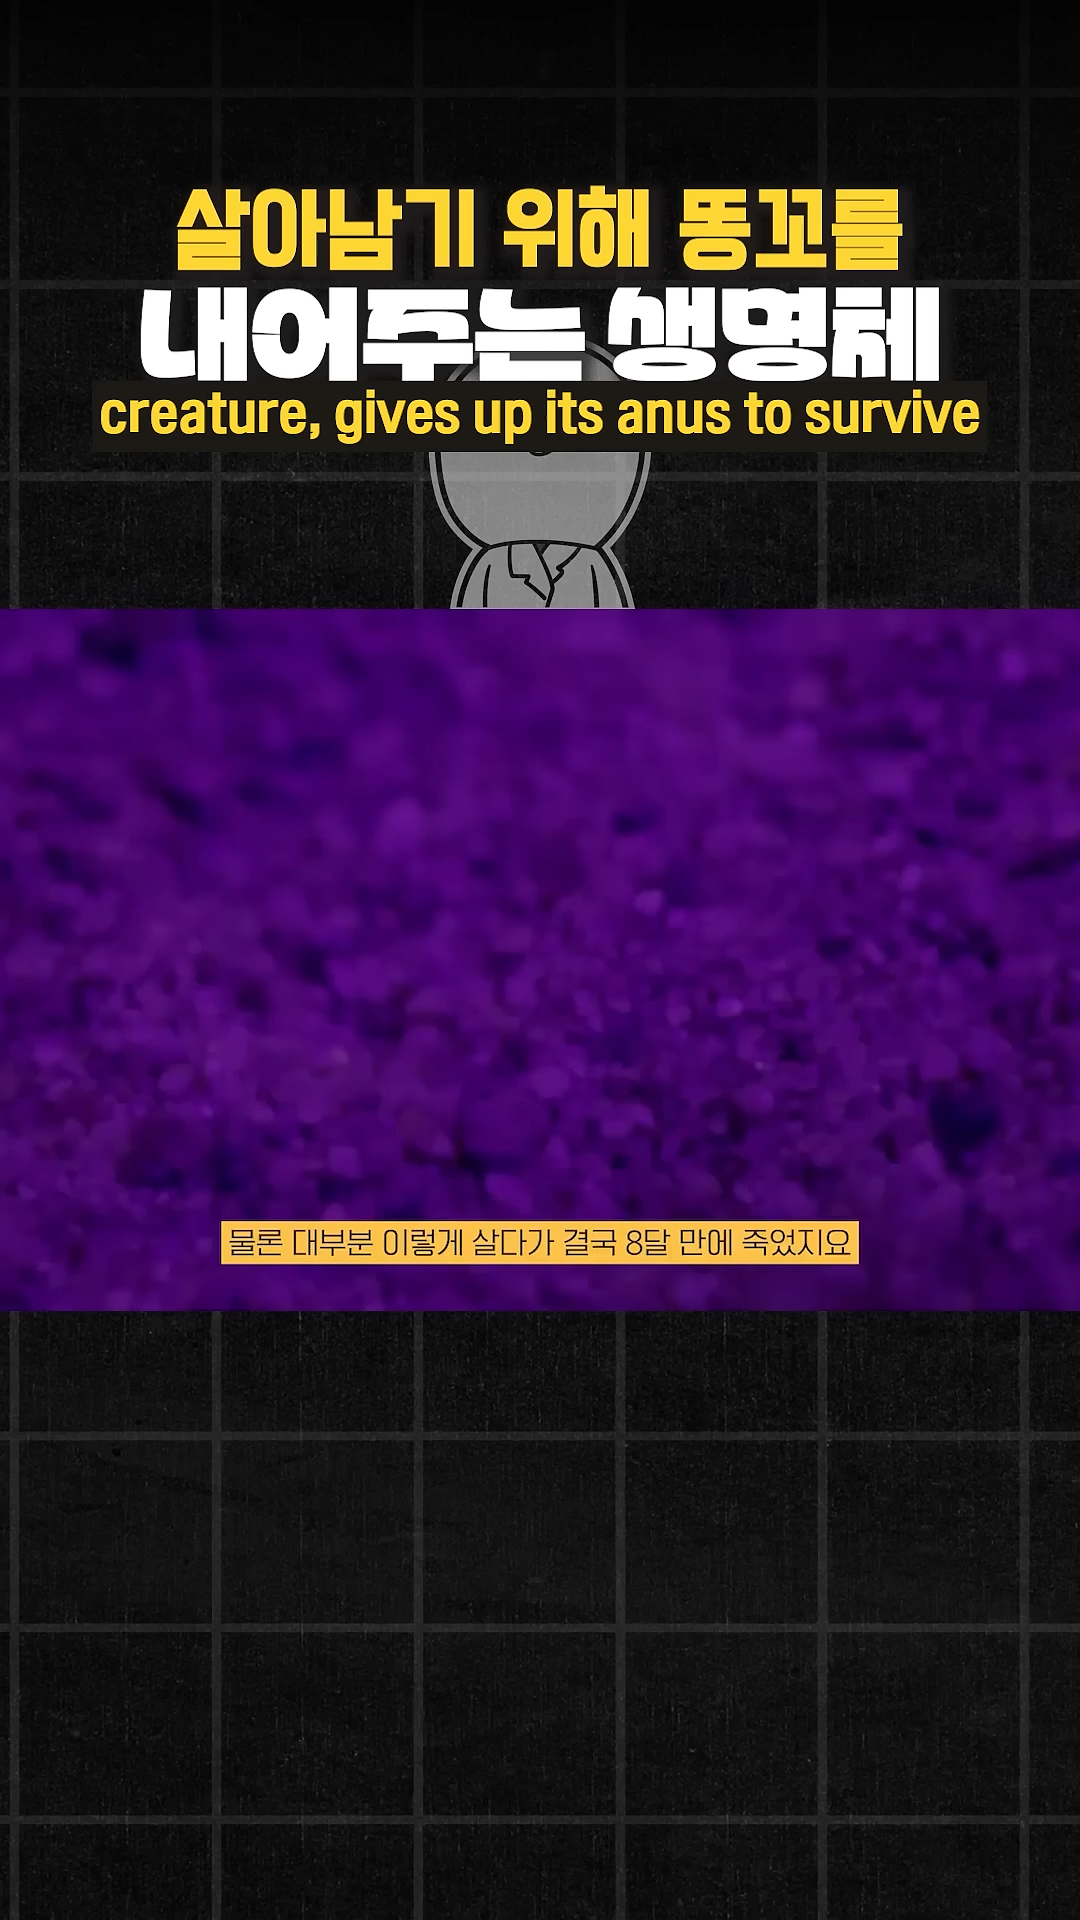 살아남기 위해 똥꼬를
내어주는 생명체
creature, gives up its anus to survive
물론 대부분 이렇게 살다가 결국 8달 만에 죽었지요